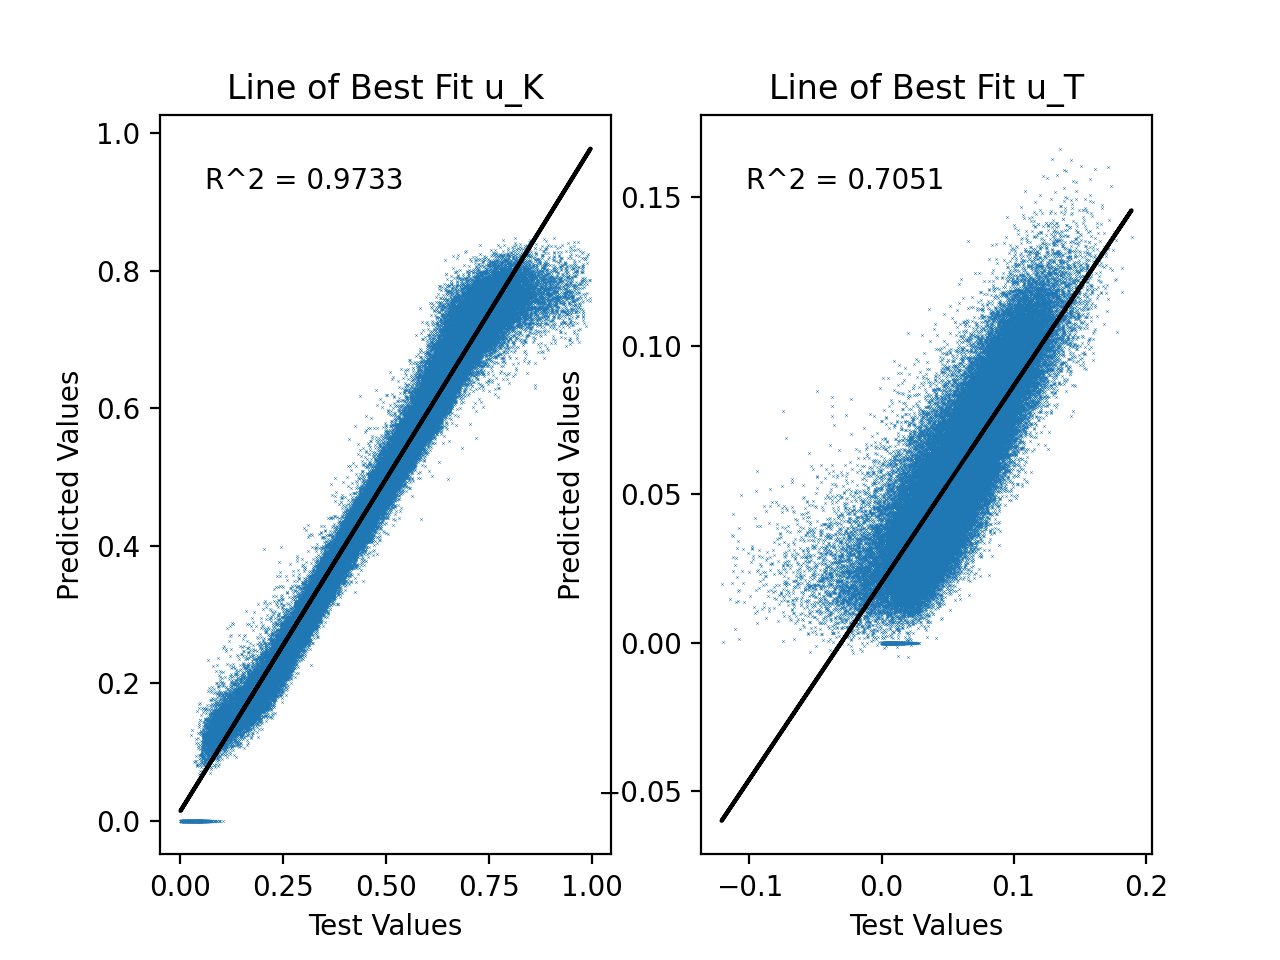 Line of Best Fit u_K
R^2 = 0.9733
1.0
0.8
0.6
0.4
0.2
0.0
Predicted Values
0.00 0.25 0.50 0.75 1.00
Test Values
Line of Best Fit u_T
R^2 = 0.7051
0.15
0.10
0.05
0.00
−0.05
Predicted Values
−0.1 0.0 0.1 0.2
Test Values